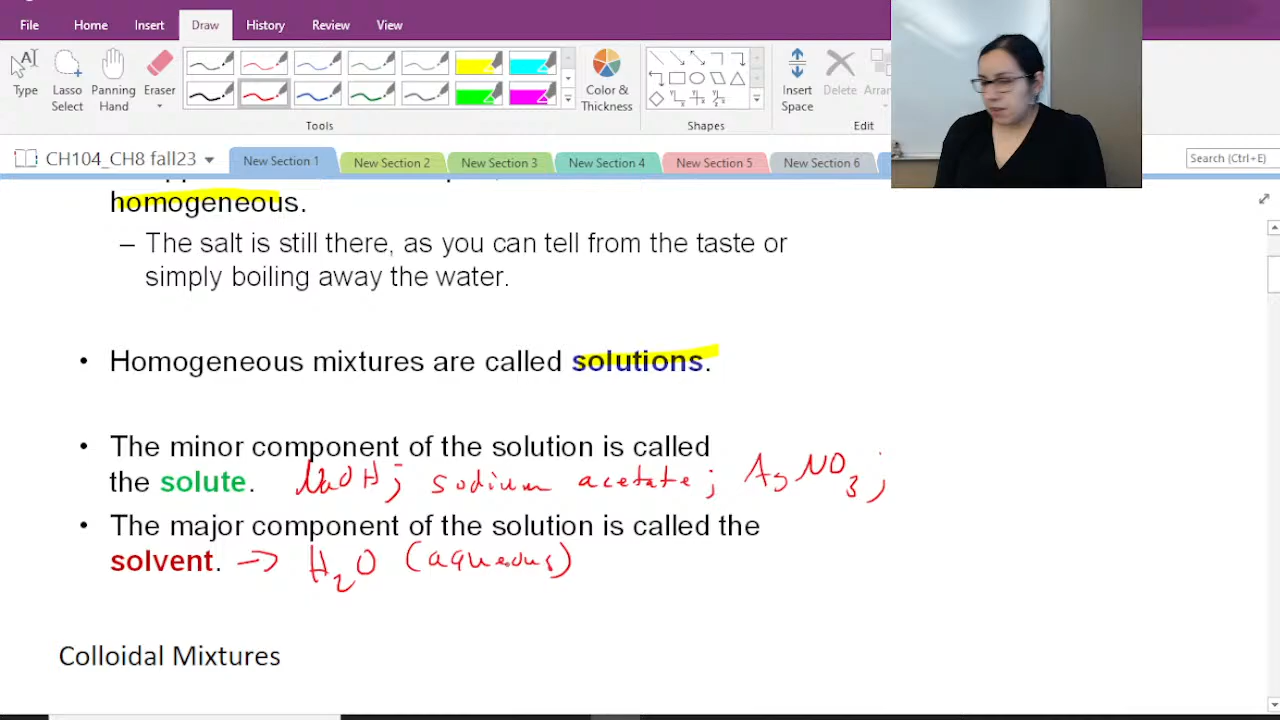 File Home Insert Draw History Review View
Type Lasso Select Panning Hand Eraser Color & Thickness Insert Space Delete
Tools Shapes Edit
CH104_CH8 fall23 New Section 1 New Section 2 New Section 3 New Section 4 New Section 5 New Section 6 Search (Ctrl+E)
homogeneous.
– The salt is still there, as you can tell from the taste or
simply boiling away the water.
• Homogeneous mixtures are called solutions.
• The minor component of the solution is called
the solute. NaOH; sodium acetate; AgNO3;
• The major component of the solution is called the
solvent. → H2O (aqueous)
Colloidal Mixtures